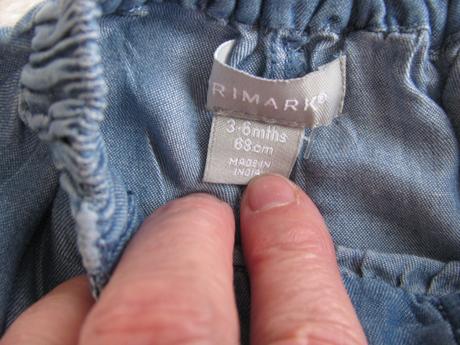 RIMARK®
3-6mths
68cm
MADE IN
INDIA